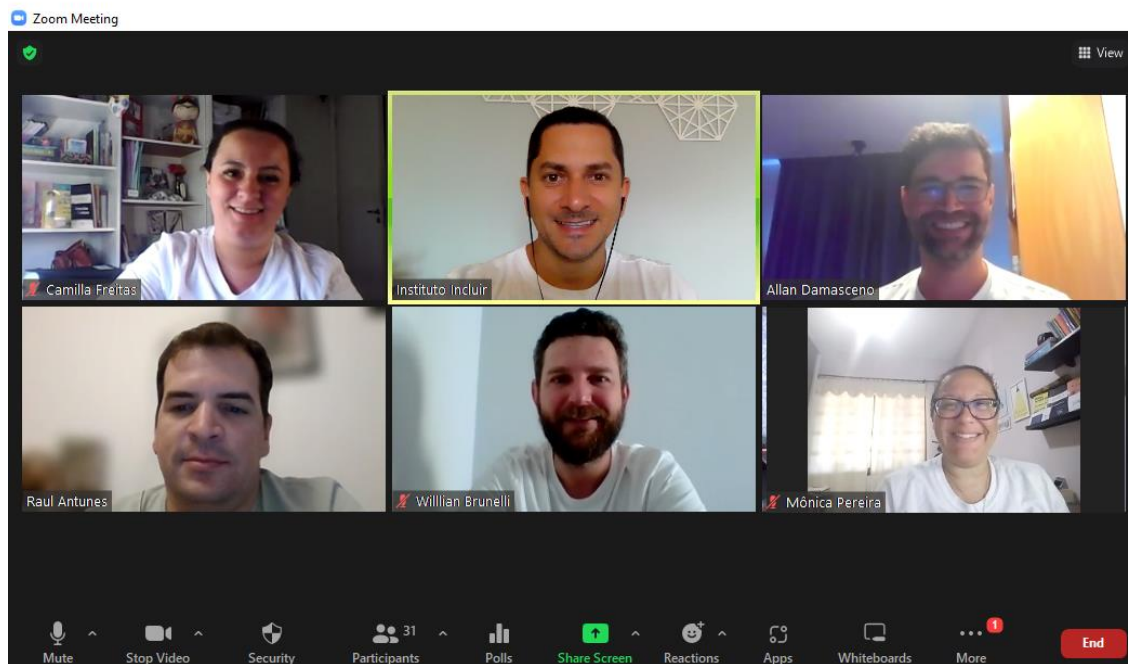 Zoom Meeting
View
Camilla Freitas
Instituto Incluir
Allan Damasceno
Raul Antunes
Willlian Brunelli
Mônica Pereira
31
1
Mute
Stop Video
Security
Participants
Polls
Share Screen
Reactions
Apps
Whiteboards
More
End